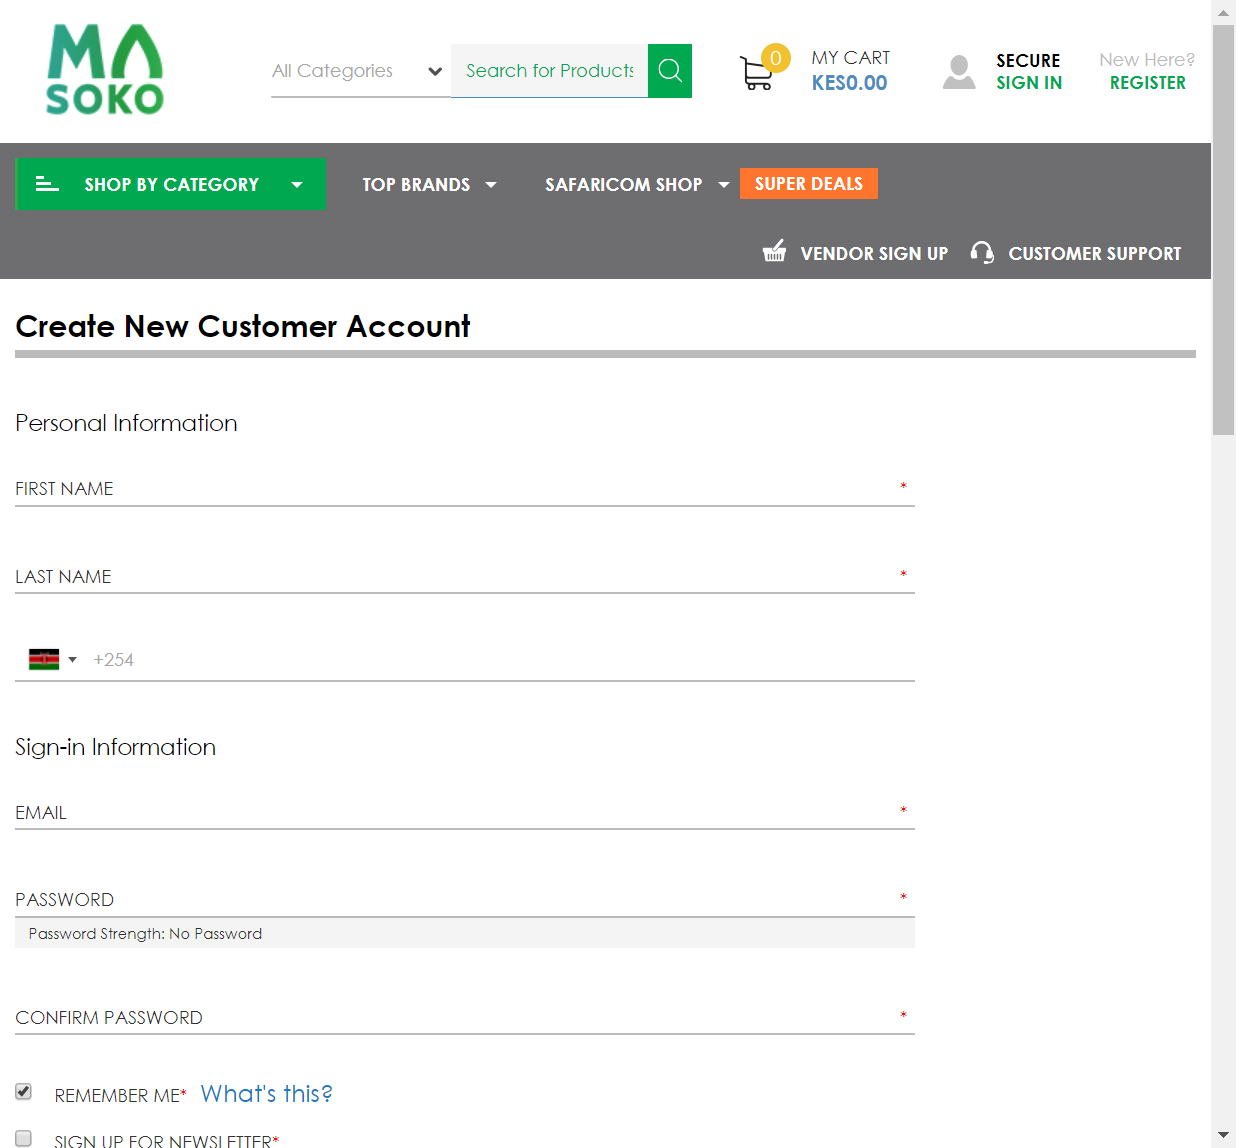 MA
SOKO
All Categories
Search for Products
0
MY CART
KES0.00
SECURE
SIGN IN
New Here?
REGISTER
SHOP BY CATEGORY
TOP BRANDS
SAFARICOM SHOP
SUPER DEALS
VENDOR SIGN UP
CUSTOMER SUPPORT
Create New Customer Account
Personal Information
FIRST NAME *
LAST NAME *
+254
Sign-in Information
EMAIL *
PASSWORD *
Password Strength: No Password
CONFIRM PASSWORD *
REMEMBER ME* What's this?
SIGN UP FOR NEWSLETTER*